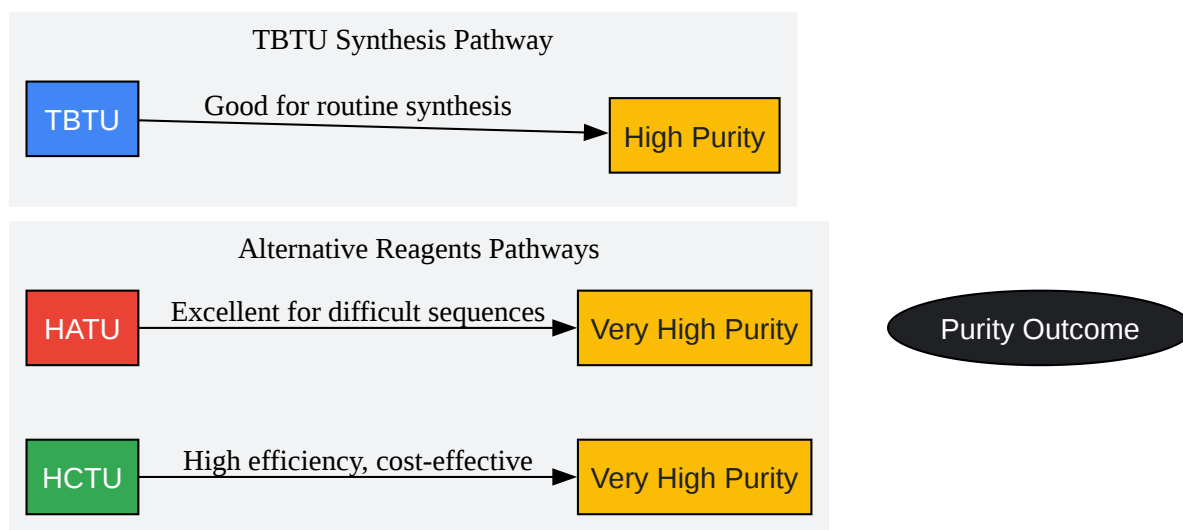 TBTU Synthesis Pathway
TBTU
Good for routine synthesis
High Purity
Alternative Reagents Pathways
HATU
Excellent for difficult sequences
Very High Purity
Purity Outcome
HCTU
High efficiency, cost-effective
Very High Purity